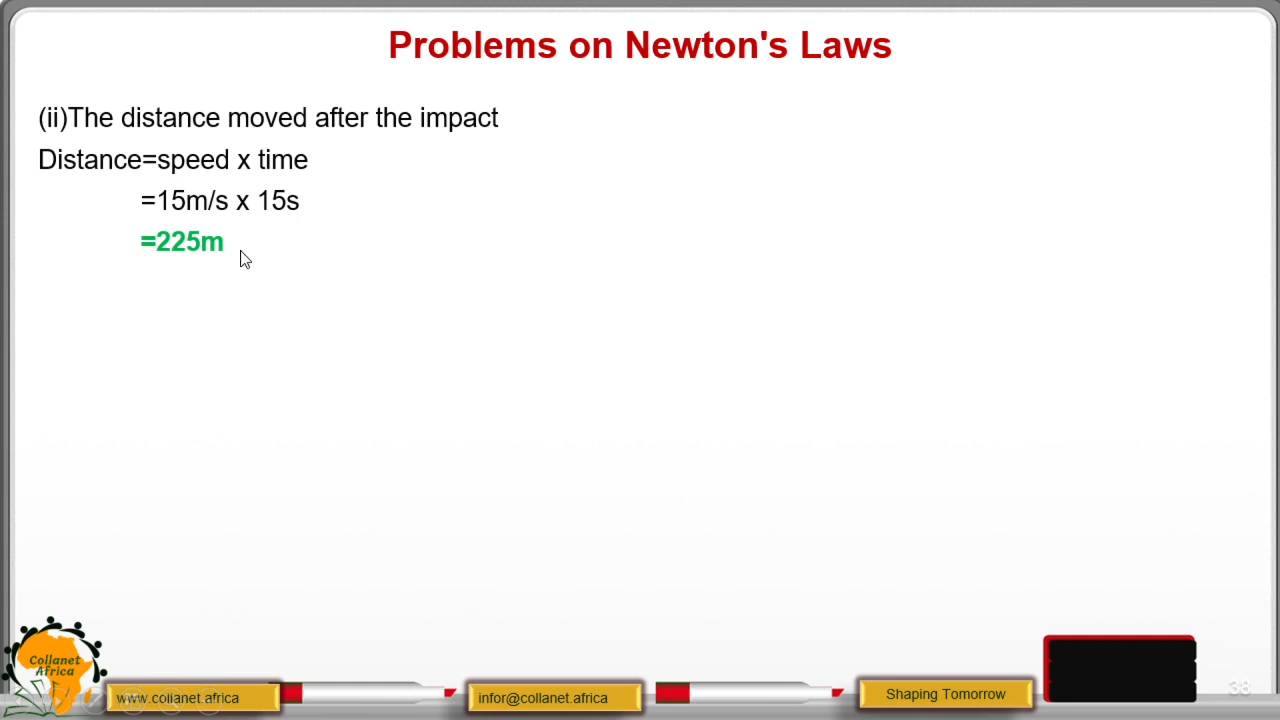 Problems on Newton's Laws
(ii)The distance moved after the impact
Distance=speed x time
=15m/s x 15s
=225m
Collanet
Africa
www.collanet.africa
infor@collanet.africa
Shaping Tomorrow
38